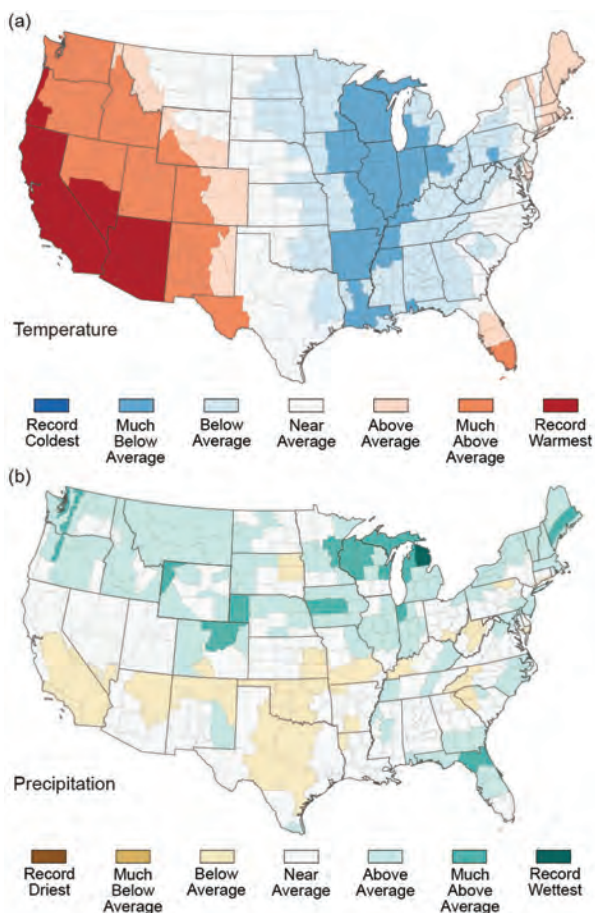 (a)
Temperature
Record Coldest
Much Below Average
Below Average
Near Average
Above Average
Much Above Average
Record Warmest
(b)
Precipitation
Record Driest
Much Below Average
Below Average
Near Average
Above Average
Much Above Average
Record Wettest